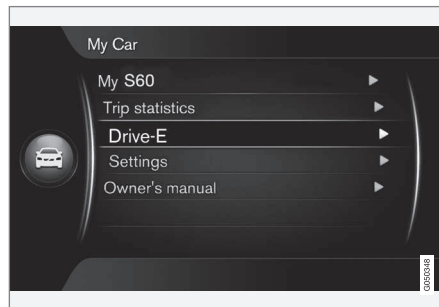 My Car
My S60
Trip statistics
Drive-E
Settings
Owner's manual
G050348